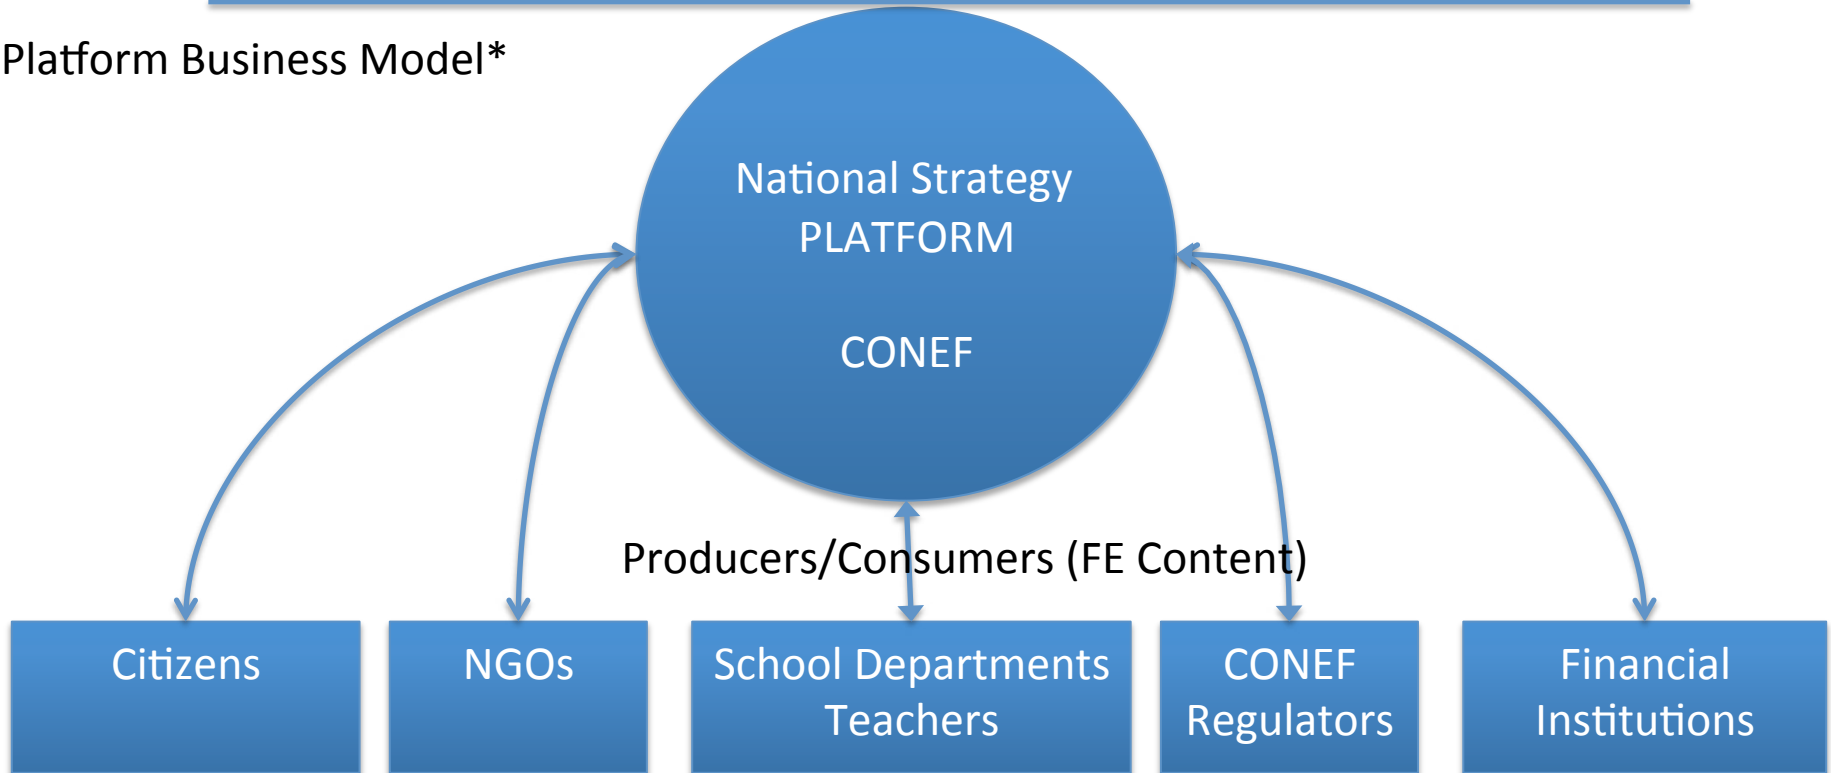 Platform Business Model*
National Strategy
PLATFORM
CONEF
Producers/Consumers (FE Content)
Citizens
NGOs
School Departments
Teachers
CONEF
Regulators
Financial
Institutions